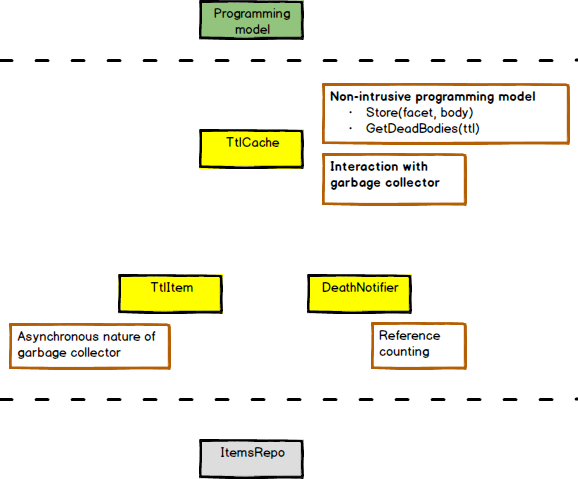 Programming
model
Non-intrusive programming model
· Store(facet, body)
· GetDeadBodies(ttl)
TtlCache
Interaction with
garbage collector
TtlItem
DeathNotifier
Asynchronous nature of
garbage collector
Reference
counting
ItemsRepo